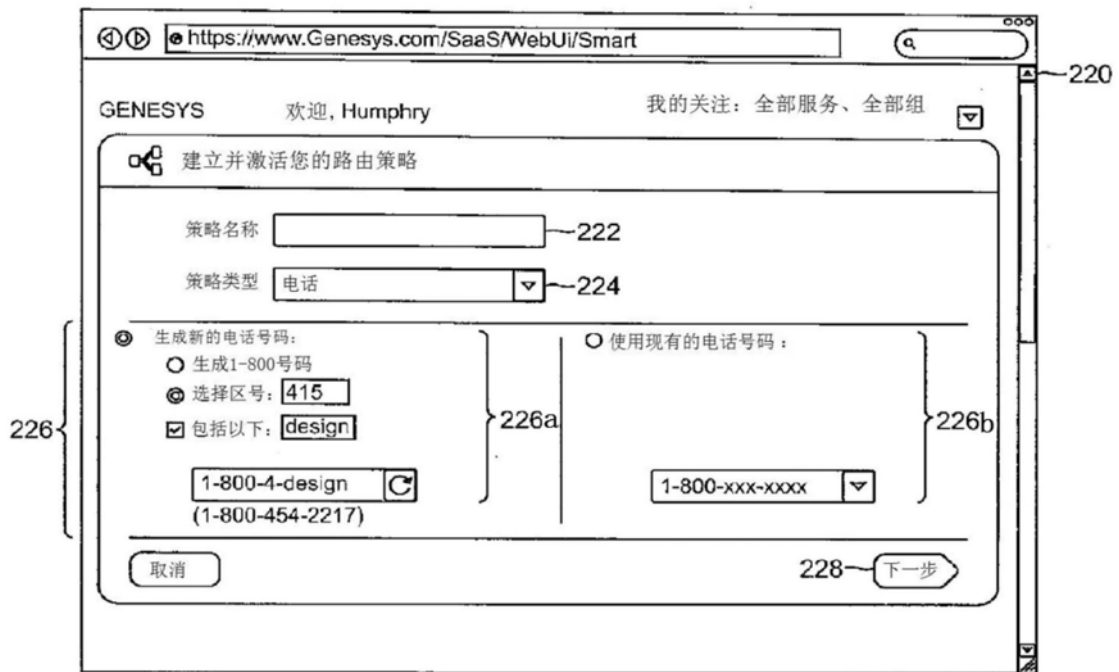 https://www.Genesys.com/SaaS/WebUi/Smart
220
GENESYS 欢迎, Humphry 我的关注：全部服务、全部组
建立并激活您的路由策略
策略名称 222
策略类型 电话 224
生成新的电话号码： 使用现有的电话号码：
生成1-800号码
选择区号： 415
226 包括以下： design 226a 226b
1-800-4-design 1-800-xxx-xxxx
(1-800-454-2217)
取消 228 下一步